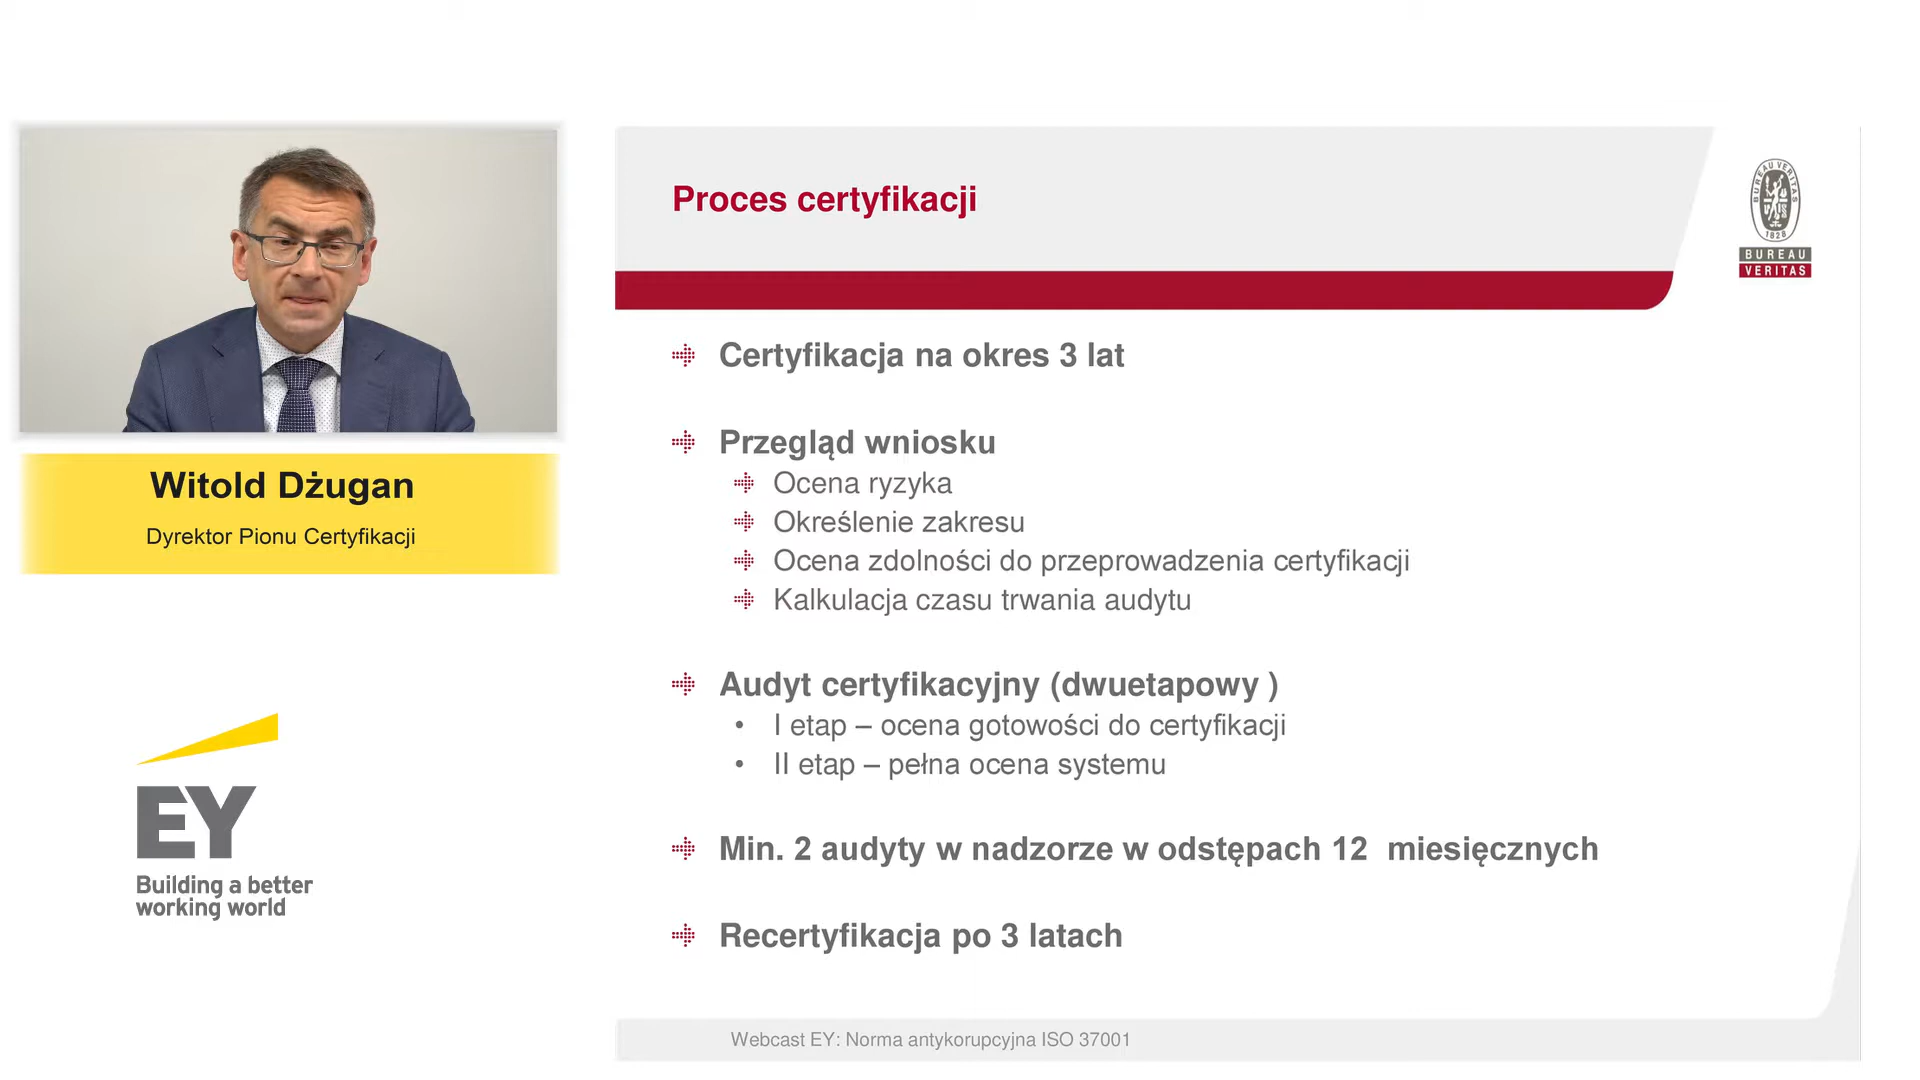 Witold Dżugan
Dyrektor Pionu Certyfikacji
EY
Building a better
working world
Proces certyfikacji
BUREAU VERITAS
1828
BUREAU
VERITAS
Certyfikacja na okres 3 lat
Przegląd wniosku
Ocena ryzyka
Określenie zakresu
Ocena zdolności do przeprowadzenia certyfikacji
Kalkulacja czasu trwania audytu
Audyt certyfikacyjny (dwuetapowy )
• I etap – ocena gotowości do certyfikacji
• II etap – pełna ocena systemu
Min. 2 audyty w nadzorze w odstępach 12  miesięcznych
Recertyfikacja po 3 latach
Webcast EY: Norma antykorupcyjna ISO 37001